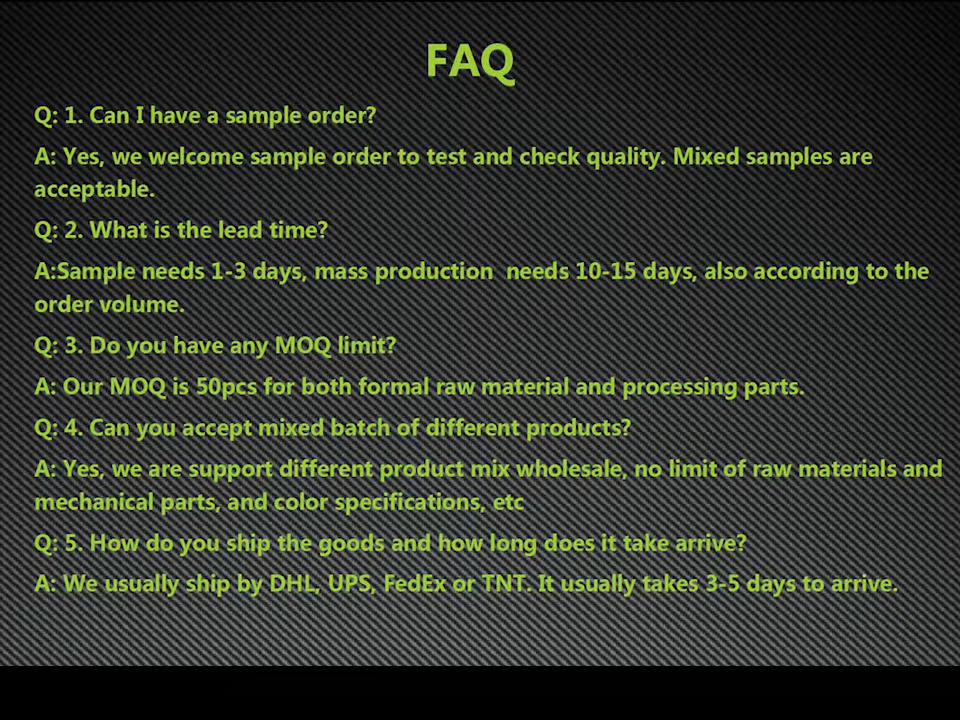 FAQ
Q: 1. Can I have a sample order?
A: Yes, we welcome sample order to test and check quality. Mixed samples are
acceptable.
Q: 2. What is the lead time?
A:Sample needs 1-3 days, mass production  needs 10-15 days, also according to the
order volume.
Q: 3. Do you have any MOQ limit?
A: Our MOQ is 50pcs for both formal raw material and processing parts.
Q: 4. Can you accept mixed batch of different products?
A: Yes, we are support different product mix wholesale, no limit of raw materials and
mechanical parts, and color specifications, etc
Q: 5. How do you ship the goods and how long does it take arrive?
A: We usually ship by DHL, UPS, FedEx or TNT. It usually takes 3-5 days to arrive.